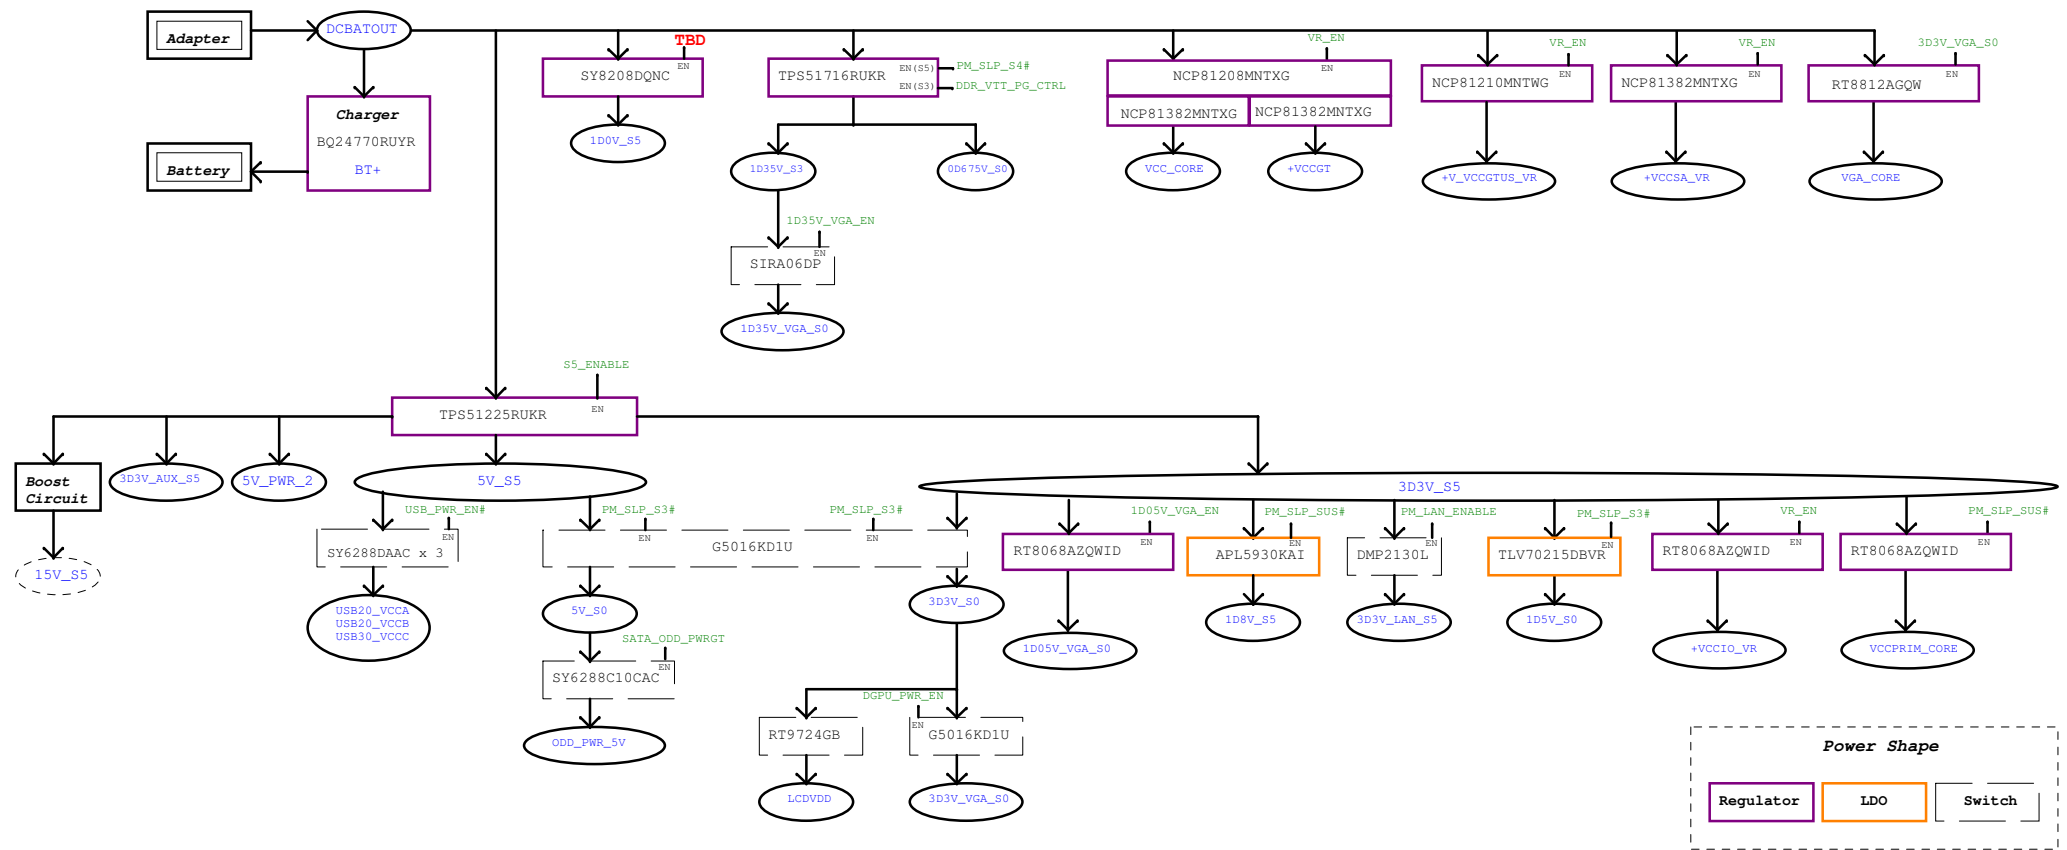 Adapter
DCBATOUT
Charger
BQ24770RUYR
BT+
Battery
TBD
EN
SY8208DQNC
1D0V_S5
TPS51716RUKR
EN(S5)
EN(S3)
PM_SLP_S4#
DDR_VTT_PG_CTRL
1D35V_S3
0D675V_S0
1D35V_VGA_EN
EN
SIRA06DP
1D35V_VGA_S0
VR_EN
EN
NCP81208MNTXG
NCP81382MNTXG
NCP81382MNTXG
VCC_CORE
+VCCGT
VR_EN
EN
NCP81210MNTWG
+V_VCCGTUS_VR
VR_EN
EN
NCP81382MNTXG
+VCCSA_VR
3D3V_VGA_S0
EN
RT8812AGQW
VGA_CORE
S5_ENABLE
EN
TPS51225RUKR
Boost
Circuit
15V_S5
3D3V_AUX_S5
5V_PWR_2
5V_S5
3D3V_S5
USB_PWR_EN#
EN
SY6288DAAC x 3
USB20_VCCA
USB20_VCCB
USB30_VCCC
PM_SLP_S3#
EN
PM_SLP_S3#
EN
G5016KD1U
5V_S0
SATA_ODD_PWRGT
EN
SY6288C10CAC
ODD_PWR_5V
3D3V_S0
RT9724GB
LCDVDD
DGPU_PWR_EN
EN
G5016KD1U
3D3V_VGA_S0
1D05V_VGA_EN
EN
RT8068AZQWID
1D05V_VGA_S0
PM_SLP_SUS#
EN
APL5930KAI
1D8V_S5
PM_LAN_ENABLE
EN
DMP2130L
3D3V_LAN_S5
PM_SLP_S3#
EN
TLV70215DBVR
1D5V_S0
VR_EN
EN
RT8068AZQWID
+VCCIO_VR
PM_SLP_SUS#
EN
RT8068AZQWID
VCCPRIM_CORE
Power Shape
Regulator
LDO
Switch